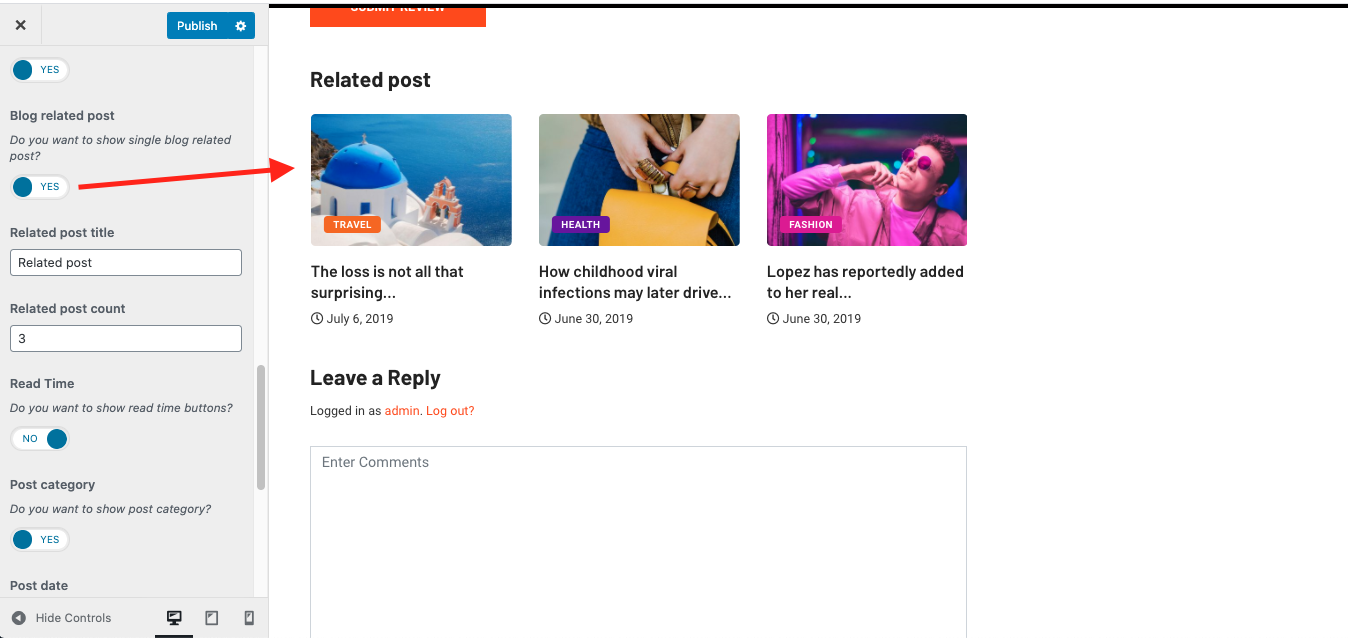 Publish
YES
Blog related post
Do you want to show single blog related
post?
YES
Related post title
Related post
Related post count
3
Read Time
Do you want to show read time buttons?
NO
Post category
Do you want to show post category?
YES
Post date
Hide Controls
SUBMIT REVIEW
Related post
TRAVEL
The loss is not all that
surprising...
July 6, 2019
HEALTH
How childhood viral
infections may later drive...
June 30, 2019
FASHION
Lopez has reportedly added
to her real...
June 30, 2019
Leave a Reply
Logged in as admin. Log out?
Enter Comments